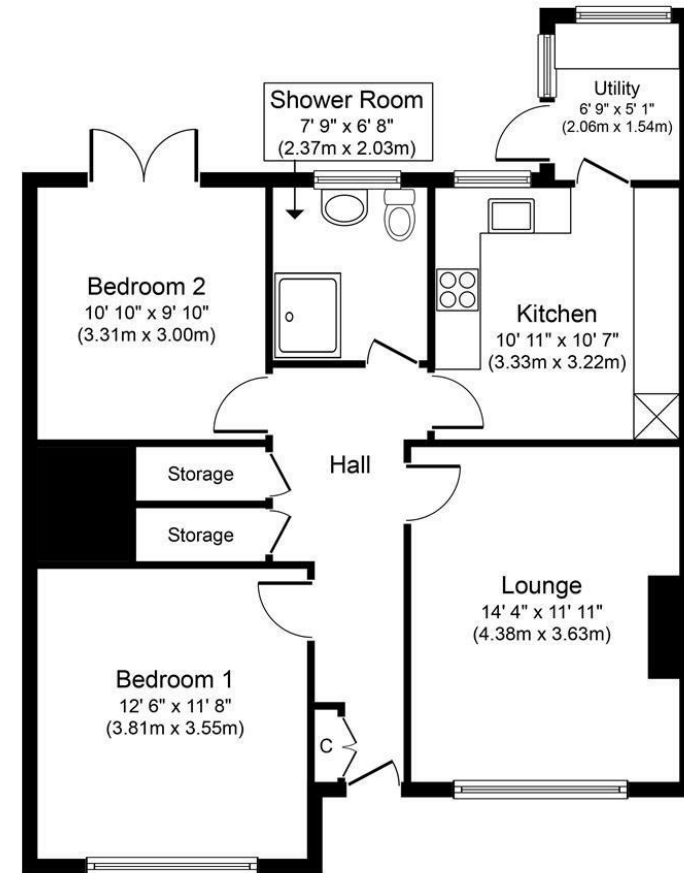 Utility
6' 9" x 5' 1"
(2.06m x 1.54m)
Shower Room
7' 9" x 6' 8"
(2.37m x 2.03m)
Bedroom 2
10' 10" x 9' 10"
(3.31m x 3.00m)
Kitchen
10' 11" x 10' 7"
(3.33m x 3.22m)
Hall
Storage
Storage
Lounge
14' 4" x 11' 11"
(4.38m x 3.63m)
Bedroom 1
12' 6" x 11' 8"
(3.81m x 3.55m)
C